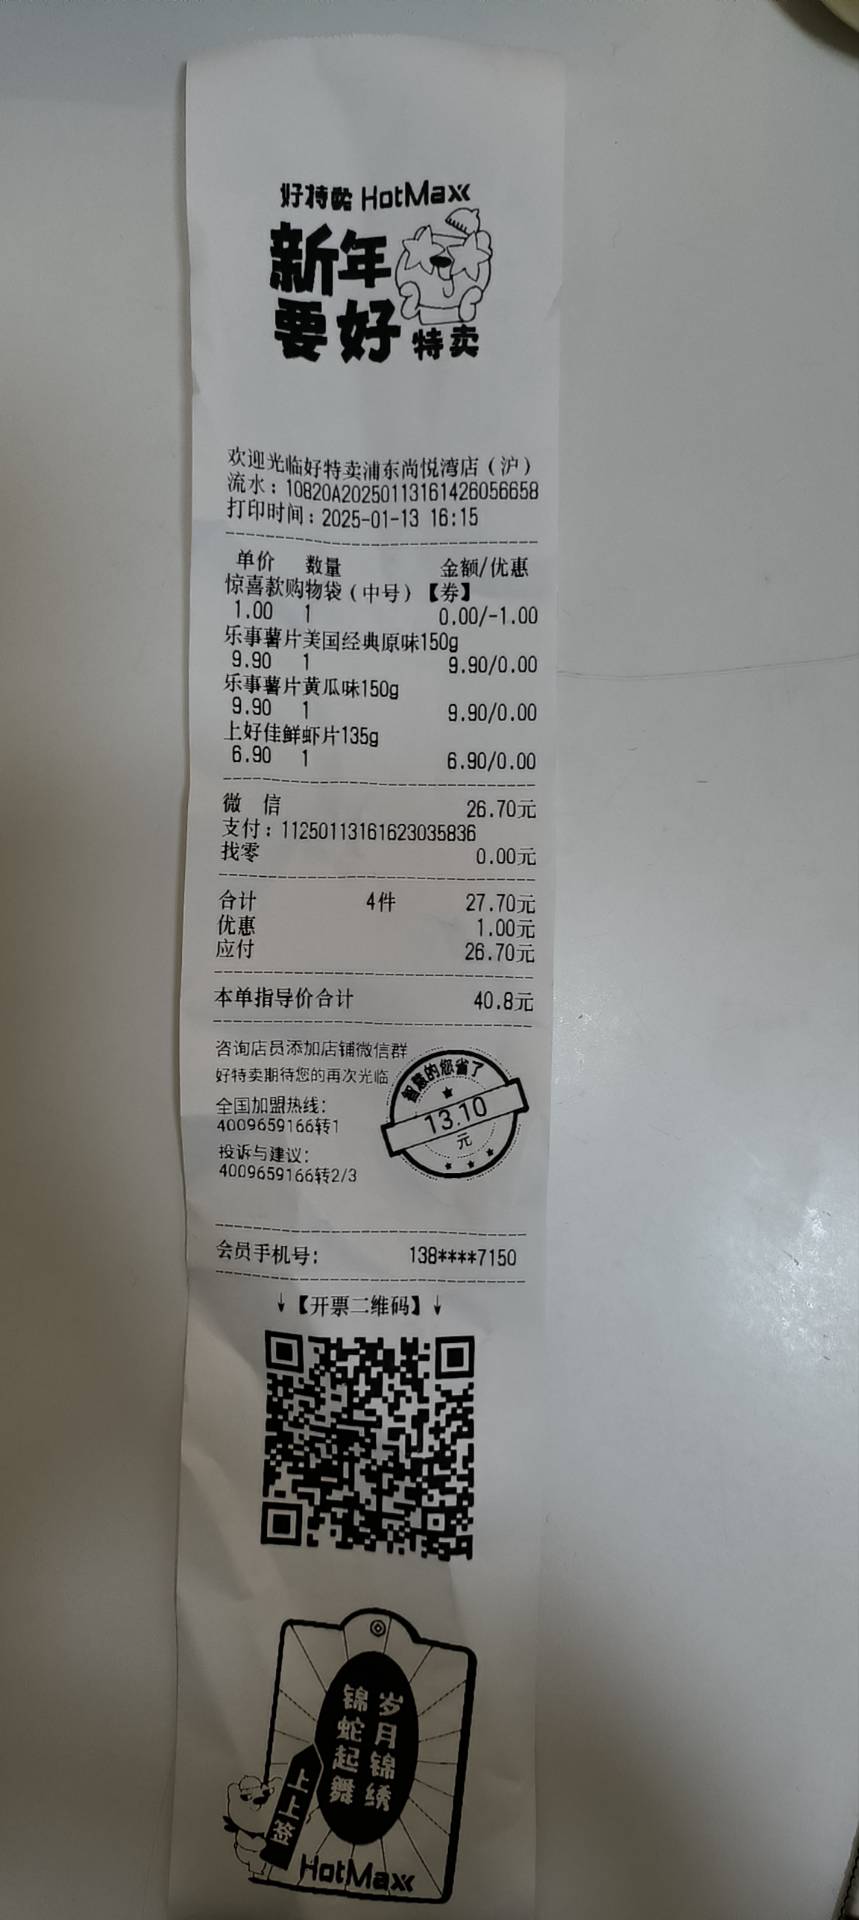 好特卖 HotMaxx
新年
要好特卖
欢迎光临好特卖浦东尚悦湾店（沪）
流水：10820A20250113161426056658
打印时间：2025-01-13 16:15
单价 数量 金额/优惠
惊喜款购物袋（中号）【券】
1.00 1 0.00/-1.00
乐事薯片美国经典原味150g
9.90 1 9.90/0.00
乐事薯片黄瓜味150g
9.90 1 9.90/0.00
上好佳鲜虾片135g
6.90 1 6.90/0.00
微 信 26.70元
支付：11250113161623035836
找零 0.00元
合计 4件 27.70元
优惠 1.00元
应付 26.70元
本单指导价合计 40.8元
咨询店员添加店铺微信群
好特卖期待您的再次光临
全国加盟热线：
4009659166转1
投诉与建议：
4009659166转2/3
智慧的您省了
13.10
元
会员手机号： 138****7150
↓【开票二维码】↓
岁月锦绣
锦蛇起舞
上上签
HotMaxx